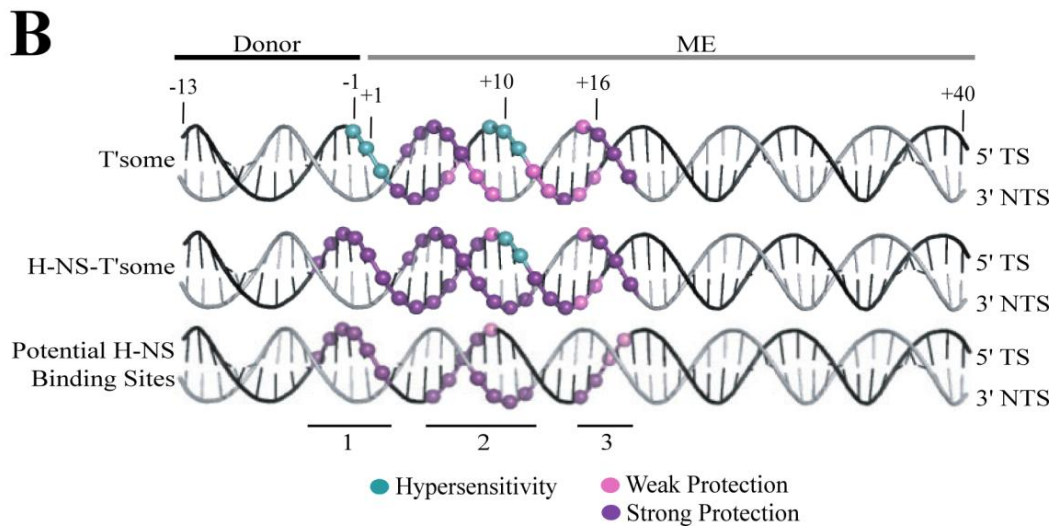 B
Donor ME
-13 -1 +1 +10 +16 +40
T'some 5' TS
3' NTS
H-NS-T'some 5' TS
3' NTS
Potential H-NS 5' TS
Binding Sites 3' NTS
1 2 3
Hypersensitivity Weak Protection
Strong Protection